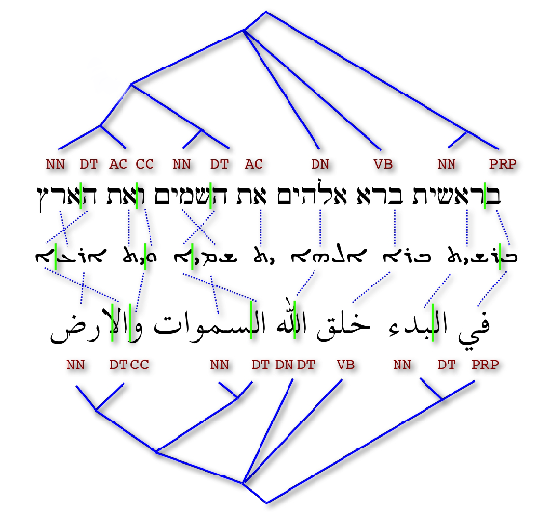 NN DT AC CC NN DT AC DN VB NN PRP
בראשית ברא אלהים את השמים ואת הארץ
ܒܪܫܝܬ ܒܪܐ ܐܠܗܐ ܝܬ ܫܡܝܐ ܘܝܬ ܐܪܥܐ
في البدء خلق الله السموات والارض
NN DT CC NN DT DN DT VB NN DT PRP